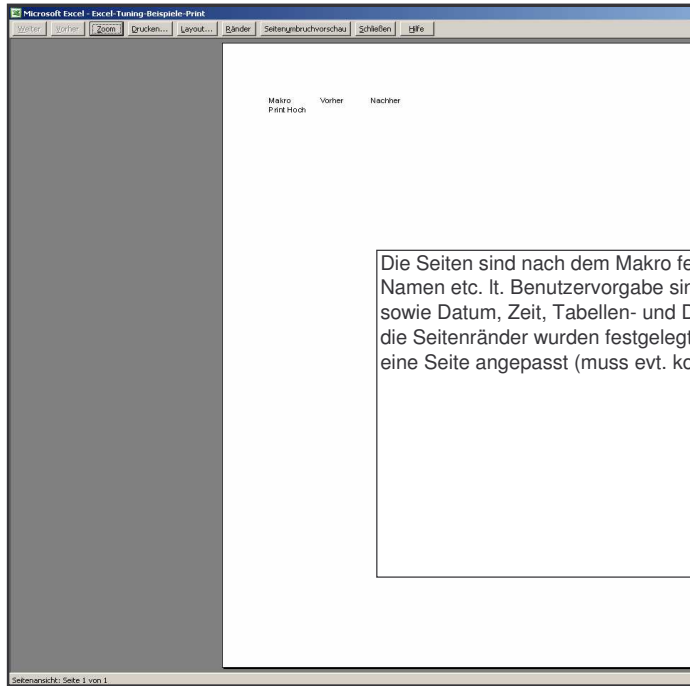 Microsoft Excel - Excel-Tuning-Beispiele-Print
Weiter Vorher Zoom Drucken... Layout... Ränder Seitenumbruchvorschau Schließen Hilfe
Makro Vorher Nachher
Print Hoch
Die Seiten sind nach dem Makro fe
Namen etc. lt. Benutzervorgabe sin
sowie Datum, Zeit, Tabellen- und D
die Seitenränder wurden festgelegt
eine Seite angepasst (muss evt. ko
Seitenansicht: Seite 1 von 1